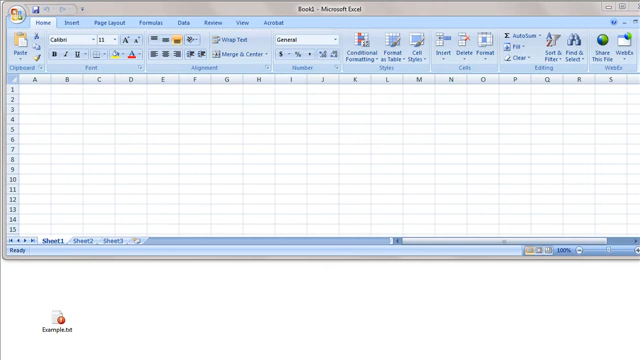 Book1 - Microsoft Excel
Home Insert Page Layout Formulas Data Review View Acrobat
Calibri 11 Wrap Text General AutoSum Fill Clear
Paste B I U Merge & Center $ % , Conditional Formatting Format as Table Cell Styles Insert Delete Format Sort & Filter Find & Select Share This File WebEx
Clipboard Font Alignment Number Styles Cells Editing WebEx
A B C D E F G H I J K L M N O P Q R S
1
2
3
4
5
6
7
8
9
10
11
12
13
14
15
Sheet1 Sheet2 Sheet3
Ready 100%
Example.txt